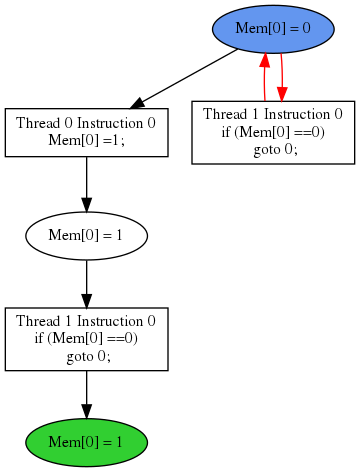 Mem[0] = 0
Thread 0 Instruction 0
Mem[0] =1;
Thread 1 Instruction 0
if (Mem[0] ==0)
goto 0;
Mem[0] = 1
Thread 1 Instruction 0
if (Mem[0] ==0)
goto 0;
Mem[0] = 1